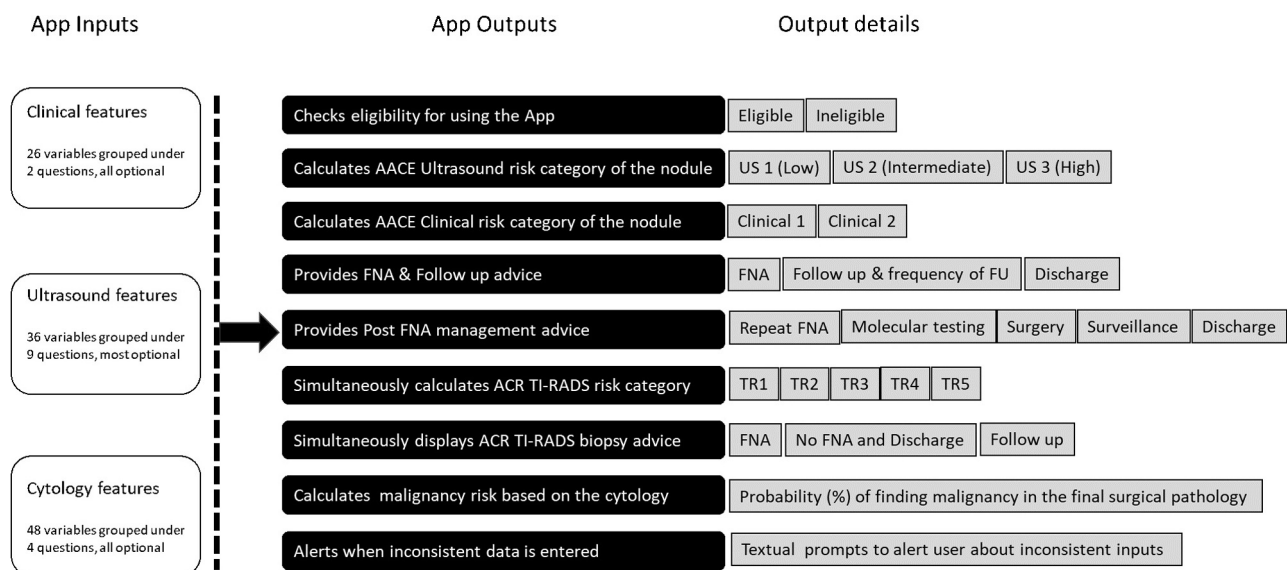 App Inputs
App Outputs
Output details
Clinical features
26 variables grouped under
2 questions, all optional
Ultrasound features
36 variables grouped under
9 questions, most optional
Cytology features
48 variables grouped under
4 questions, all optional
Checks eligibility for using the App
Eligible
Ineligible
Calculates AACE Ultrasound risk category of the nodule
US 1 (Low)
US 2 (Intermediate)
US 3 (High)
Calculates AACE Clinical risk category of the nodule
Clinical 1
Clinical 2
Provides FNA & Follow up advice
FNA
Follow up & frequency of FU
Discharge
Provides Post FNA management advice
Repeat FNA
Molecular testing
Surgery
Surveillance
Discharge
Simultaneously calculates ACR TI-RADS risk category
TR1
TR2
TR3
TR4
TR5
Simultaneously displays ACR TI-RADS biopsy advice
FNA
No FNA and Discharge
Follow up
Calculates malignancy risk based on the cytology
Probability (%) of finding malignancy in the final surgical pathology
Alerts when inconsistent data is entered
Textual prompts to alert user about inconsistent inputs